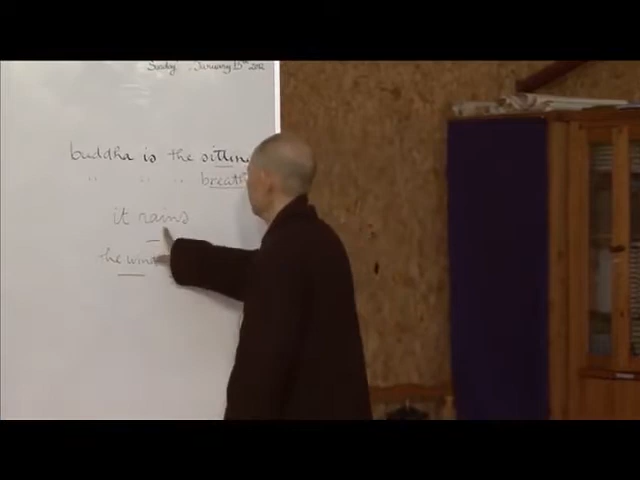 Sunday, January 15th 2012
buddha is the sitting
" " " breath
it rains
the wind